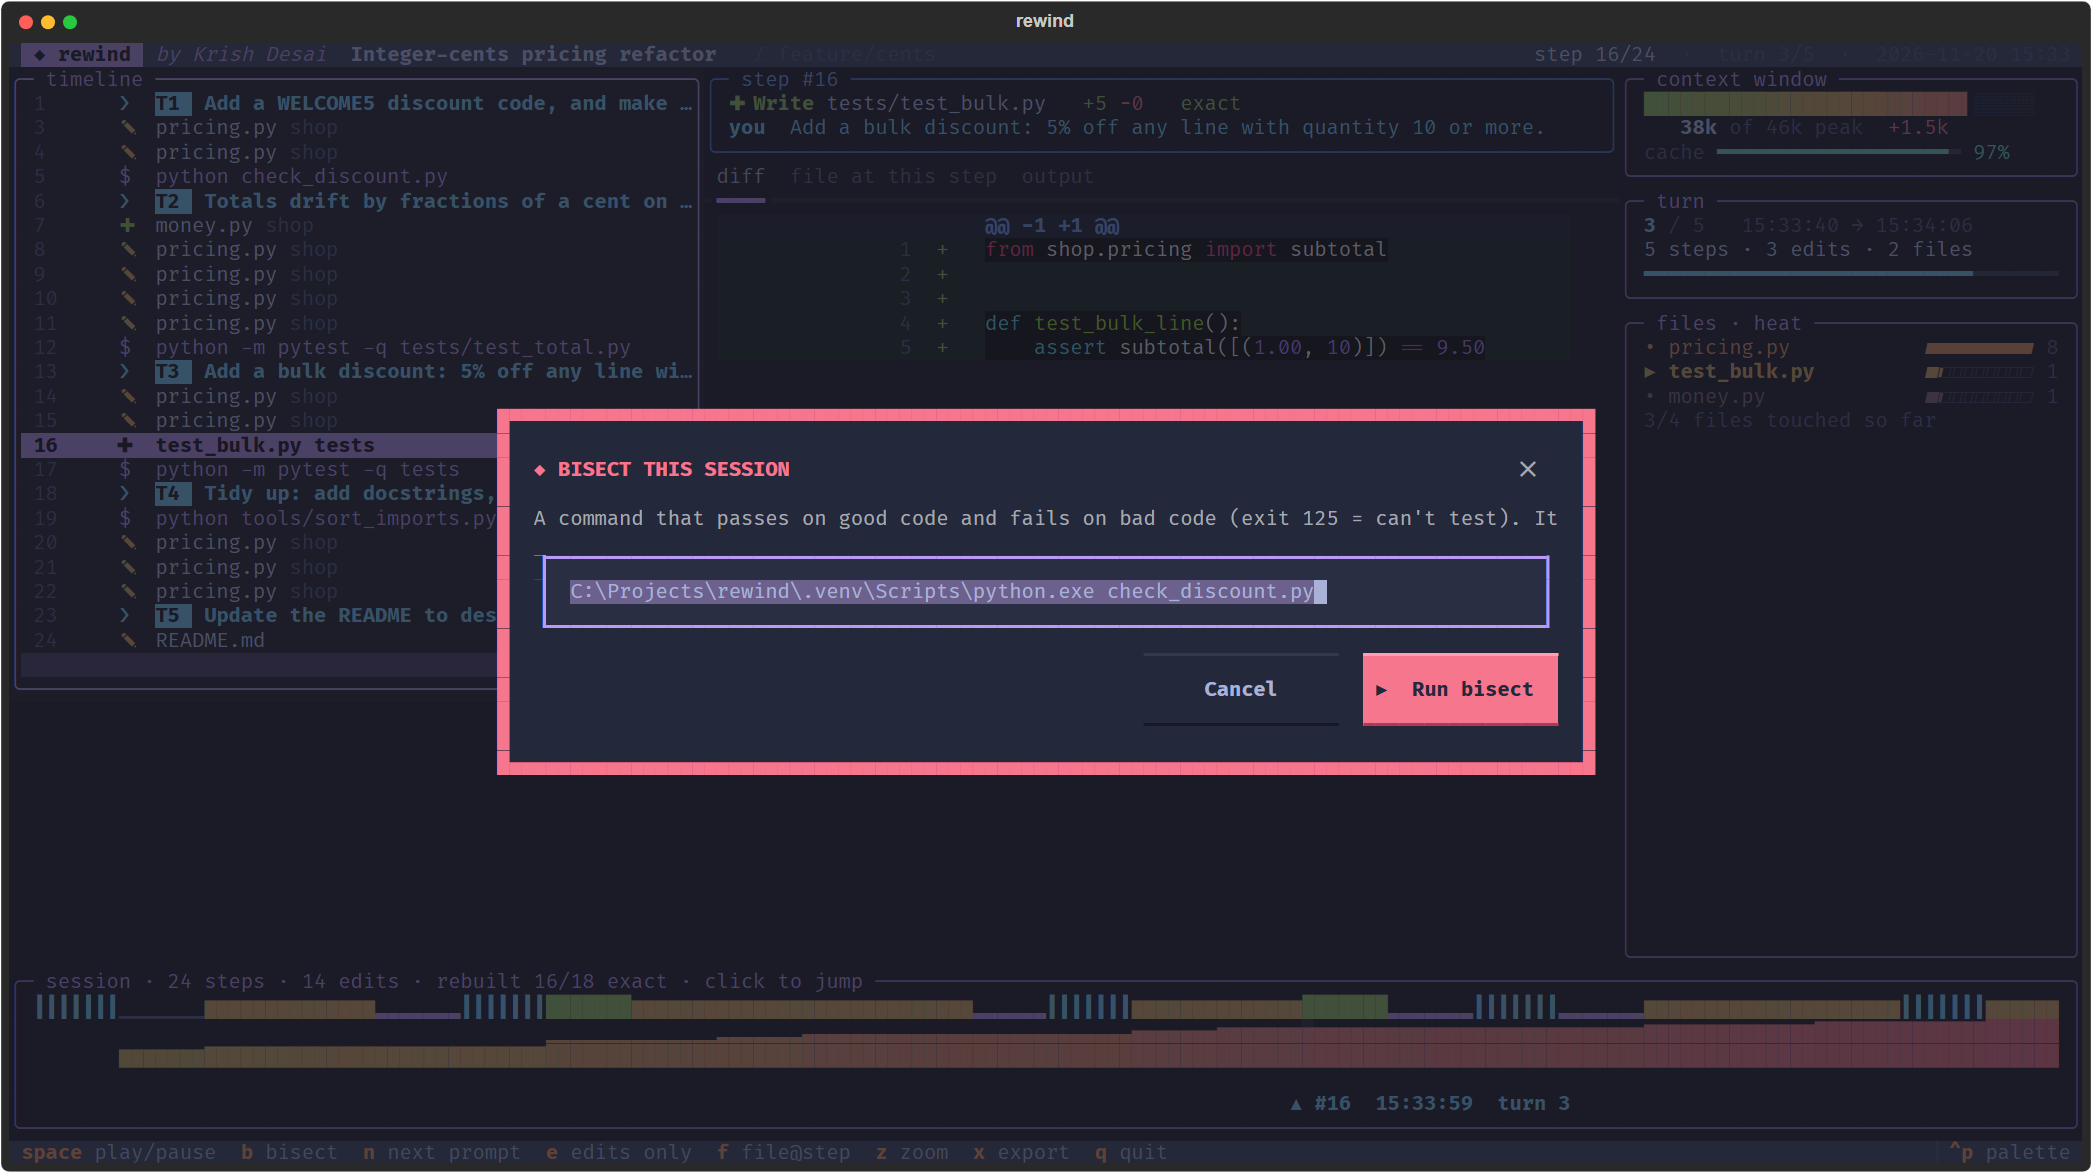 rewind
◆ rewind by Krish Desai Integer-cents pricing refactor / feature/cents step 16/24 · turn 3/5 · 2026-11-20 15:33
timeline
1 ❯ T1 Add a WELCOME5 discount code, and make …
3 ✎ pricing.py shop
4 ✎ pricing.py shop
5 $ python check_discount.py
6 ❯ T2 Totals drift by fractions of a cent on …
7 ✚ money.py shop
8 ✎ pricing.py shop
9 ✎ pricing.py shop
10 ✎ pricing.py shop
11 ✎ pricing.py shop
12 $ python -m pytest -q tests/test_total.py
13 ❯ T3 Add a bulk discount: 5% off any line wi…
14 ✎ pricing.py shop
15 ✎ pricing.py shop
16 ✚ test_bulk.py tests
17 $ python -m pytest -q tests
18 ❯ T4 Tidy up: add docstrings,
19 $ python tools/sort_imports.py
20 ✎ pricing.py shop
21 ✎ pricing.py shop
22 ✎ pricing.py shop
23 ❯ T5 Update the README to des
24 ✎ README.md
step #16
✚ Write tests/test_bulk.py +5 -0 exact
you Add a bulk discount: 5% off any line with quantity 10 or more.
diff file at this step output
@@ -1 +1 @@
1 + from shop.pricing import subtotal
2 +
3 +
4 + def test_bulk_line():
5 + assert subtotal([(1.00, 10)]) == 9.50
context window
38k of 46k peak +1.5k
cache 97%
turn
3 / 5 15:33:40 → 15:34:06
5 steps · 3 edits · 2 files
files · heat
• pricing.py 8
▶ test_bulk.py 1
• money.py 1
3/4 files touched so far
◆ BISECT THIS SESSION ✕
A command that passes on good code and fails on bad code (exit 125 = can't test). It
C:\Projects\rewind\.venv\Scripts\python.exe check_discount.py
Cancel
▶ Run bisect
session · 24 steps · 14 edits · rebuilt 16/18 exact · click to jump
▲ #16 15:33:59 turn 3
space play/pause b bisect n next prompt e edits only f file@step z zoom x export q quit ^p palette